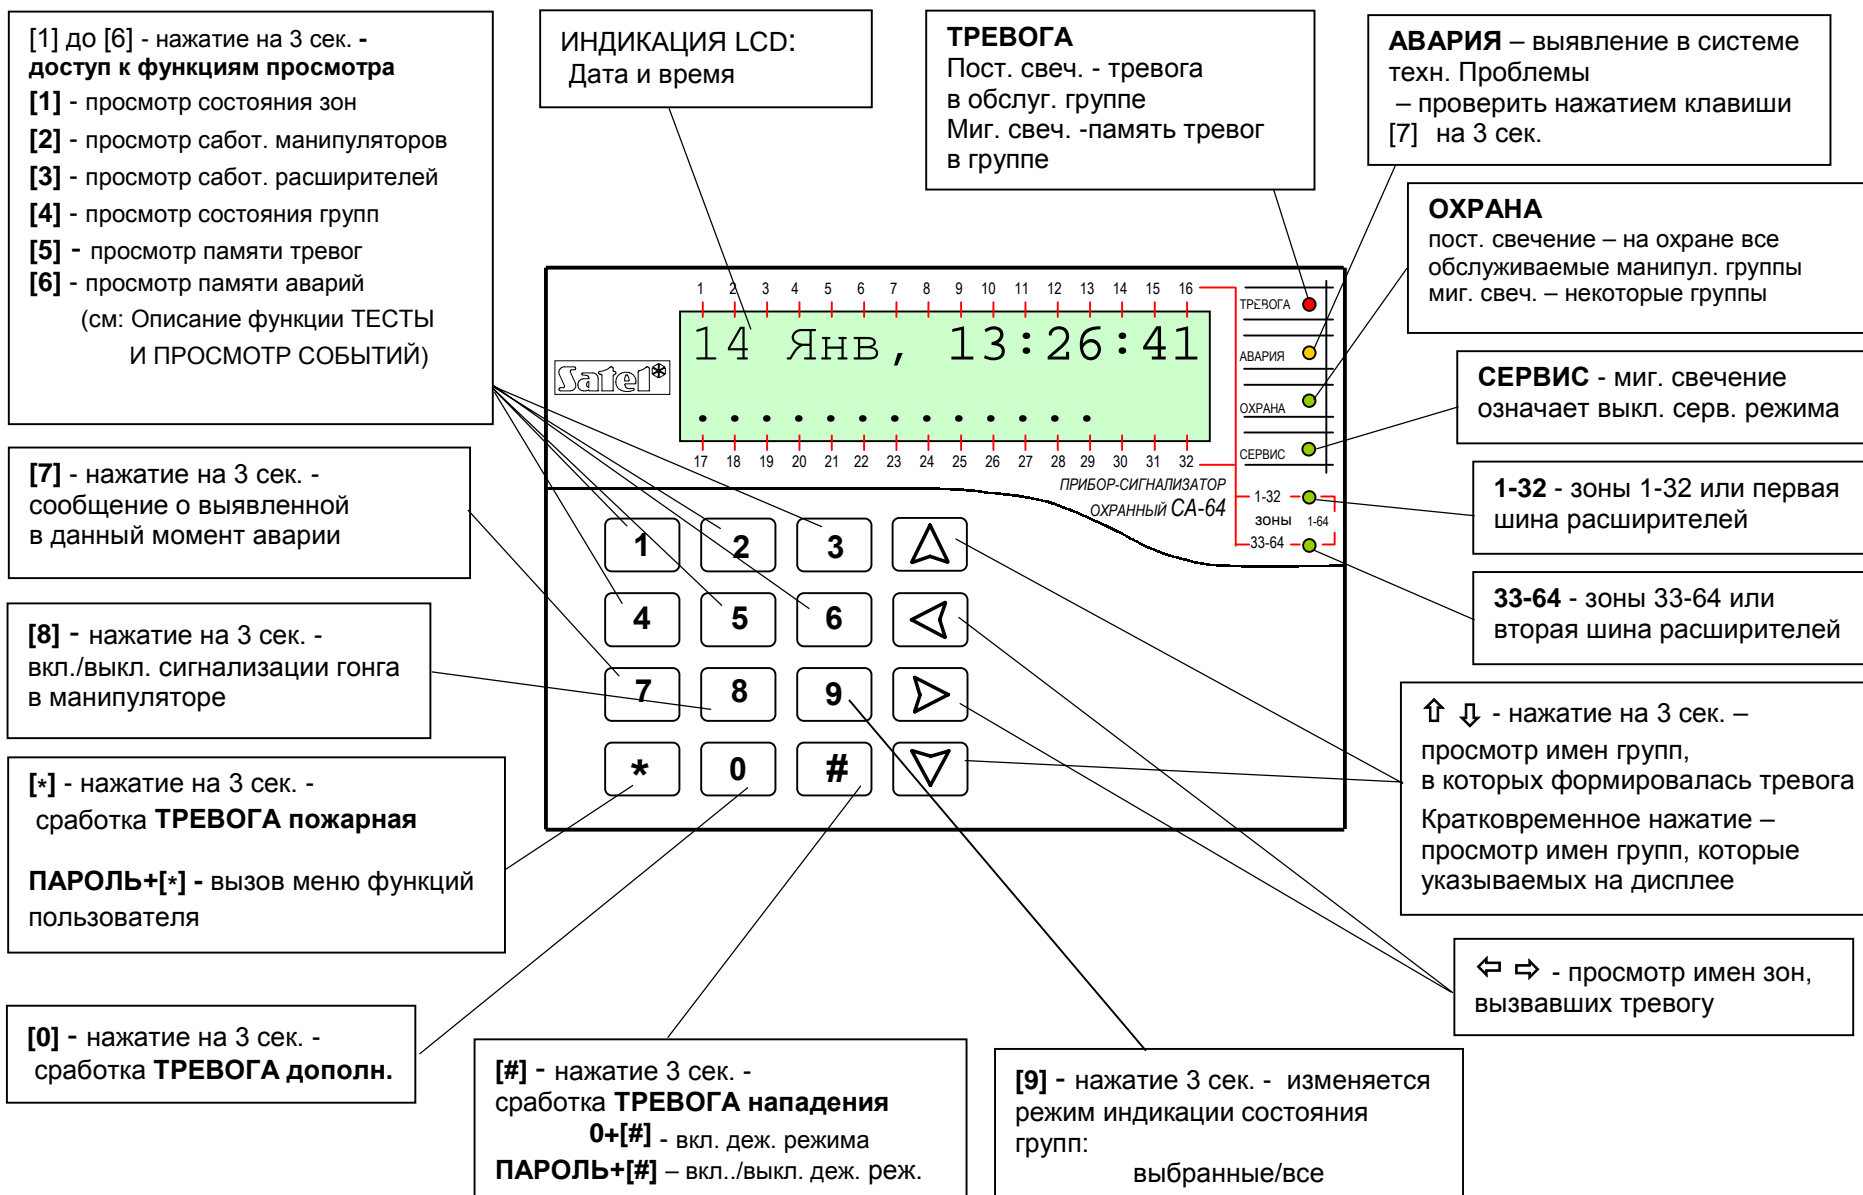 [1] до [6] - нажатие на 3 сек. -
доступ к функциям просмотра
[1] - просмотр состояния зон
[2] - просмотр сабот. манипуляторов
[3] - просмотр сабот. расширителей
[4] - просмотр состояния групп
[5] - просмотр памяти тревог
[6] - просмотр памяти аварий
(см: Описание функции ТЕСТЫ
И ПРОСМОТР СОБЫТИЙ)
ИНДИКАЦИЯ LCD:
Дата и время
ТРЕВОГА
Пост. свеч. - тревога
в обслуг. группе
Миг. свеч. -память тревог
в группе
АВАРИЯ – выявление в системе
техн. Проблемы
– проверить нажатием клавиши
[7] на 3 сек.
ОХРАНА
пост. свечение – на охране все
обслуживаемые манипул. группы
миг. свеч. – некоторые группы
СЕРВИС - миг. свечение
означает выкл. серв. режима
1-32 - зоны 1-32 или первая
шина расширителей
33-64 - зоны 33-64 или
вторая шина расширителей
⇧ ⇩ - нажатие на 3 сек. –
просмотр имен групп,
в которых формировалась тревога
Кратковременное нажатие –
просмотр имен групп, которые
указываемых на дисплее
⇦ ⇨ - просмотр имен зон,
вызвавших тревогу
[7] - нажатие на 3 сек. -
сообщение о выявленной
в данный момент аварии
[8] - нажатие на 3 сек. -
вкл./выкл. сигнализации гонга
в манипуляторе
[*] - нажатие на 3 сек. -
сработка ТРЕВОГА пожарная
ПАРОЛЬ+[*] - вызов меню функций
пользователя
[0] - нажатие на 3 сек. -
сработка ТРЕВОГА дополн.
[#] - нажатие 3 сек. -
сработка ТРЕВОГА нападения
0+[#] - вкл. деж. режима
ПАРОЛЬ+[#] – вкл../выкл. деж. реж.
[9] - нажатие 3 сек. - изменяется
режим индикации состояния
групп:
выбранные/все
1 2 3 4 5 6 7 8 9 10 11 12 13 14 15 16
14 Янв, 13:26:41
. . . . . . . . . . . . .
17 18 19 20 21 22 23 24 25 26 27 28 29 30 31 32
Satel
ТРЕВОГА
АВАРИЯ
ОХРАНА
СЕРВИС
ПРИБОР-СИГНАЛИЗАТОР
ОХРАННЫЙ CA-64
1-32
ЗОНЫ 1-64
33-64
1 2 3
4 5 6
7 8 9
* 0 #